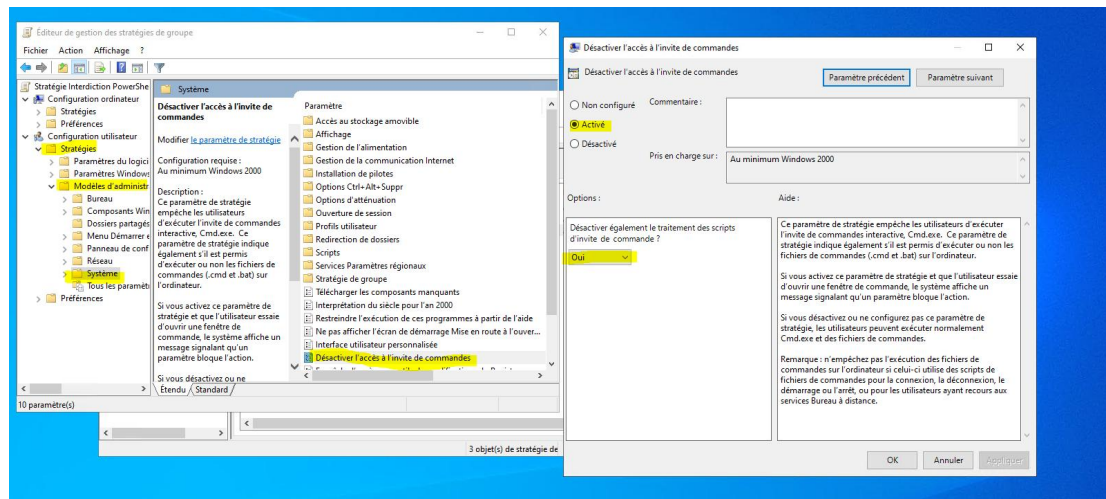 Éditeur de gestion des stratégies de groupe
Fichier Action Affichage ?
Stratégie Interdiction PowerShe
Configuration ordinateur
Stratégies
Préférences
Configuration utilisateur
Stratégies
Paramètres du logici
Paramètres Windows
Modèles d'administr
Bureau
Composants Win
Dossiers partagés
Menu Démarrer e
Panneau de conf
Réseau
Système
Tous les paramètr
Préférences
Système
Désactiver l'accès à l'invite de
commandes
Modifier le paramètre de stratégie
Configuration requise :
Au minimum Windows 2000
Description :
Ce paramètre de stratégie
empêche les utilisateurs
d'exécuter l'invite de commandes
interactive, Cmd.exe. Ce
paramètre de stratégie indique
également s'il est permis
d'exécuter ou non les fichiers de
commandes (.cmd et .bat) sur
l'ordinateur.
Si vous activez ce paramètre de
stratégie et que l'utilisateur essaie
d'ouvrir une fenêtre de
commande, le système affiche un
message signalant qu'un
paramètre bloque l'action.
Si vous désactivez ou ne
Paramètre
Accès au stockage amovible
Affichage
Gestion de l'alimentation
Gestion de la communication Internet
Installation de pilotes
Options Ctrl+Alt+Suppr
Options d'atténuation
Ouverture de session
Profils utilisateur
Redirection de dossiers
Scripts
Services Paramètres régionaux
Stratégie de groupe
Télécharger les composants manquants
Interprétation du siècle pour l'an 2000
Restreindre l'exécution de ces programmes à partir de l'aide
Ne pas afficher l'écran de démarrage Mise en route à l'ouver...
Interface utilisateur personnalisée
Désactiver l'accès à l'invite de commandes
Étendu Standard
10 paramètre(s)
3 objet(s) de stratégie de
Désactiver l'accès à l'invite de commandes
Désactiver l'accès à l'invite de commandes
Paramètre précédent Paramètre suivant
Non configuré Commentaire :
Activé
Désactivé
Pris en charge sur : Au minimum Windows 2000
Options : Aide :
Désactiver également le traitement des scripts
d'invite de commande ?
Oui
Ce paramètre de stratégie empêche les utilisateurs d'exécuter
l'invite de commandes interactive, Cmd.exe. Ce paramètre de
stratégie indique également s'il est permis d'exécuter ou non les
fichiers de commandes (.cmd et .bat) sur l'ordinateur.
Si vous activez ce paramètre de stratégie et que l'utilisateur essaie
d'ouvrir une fenêtre de commande, le système affiche un
message signalant qu'un paramètre bloque l'action.
Si vous désactivez ou ne configurez pas ce paramètre de
stratégie, les utilisateurs peuvent exécuter normalement
Cmd.exe et des fichiers de commandes.
Remarque : n'empêchez pas l'exécution des fichiers de
commandes sur l'ordinateur si celui-ci utilise des scripts de
fichiers de commandes pour la connexion, la déconnexion, le
démarrage ou l'arrêt, ou pour les utilisateurs ayant recours aux
services Bureau à distance.
OK Annuler Appliquer